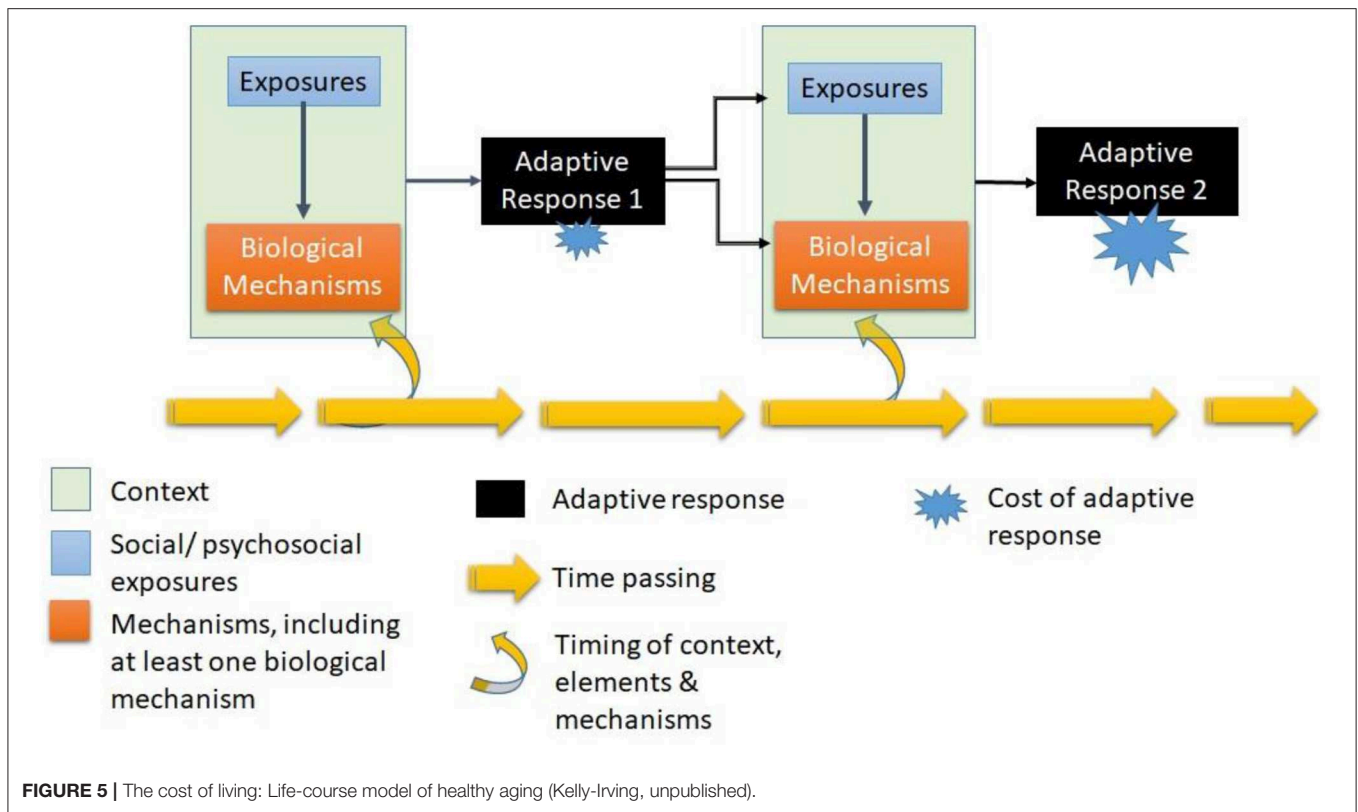 Exposures
Biological
Mechanisms
Adaptive
Response 1
Exposures
Biological
Mechanisms
Adaptive
Response 2
Context
Social/ psychosocial
exposures
Mechanisms, including
at least one biological
mechanism
Adaptive response
Time passing
Timing of context,
elements &
mechanisms
Cost of adaptive
response
FIGURE 5 | The cost of living: Life-course model of healthy aging (Kelly-Irving, unpublished).